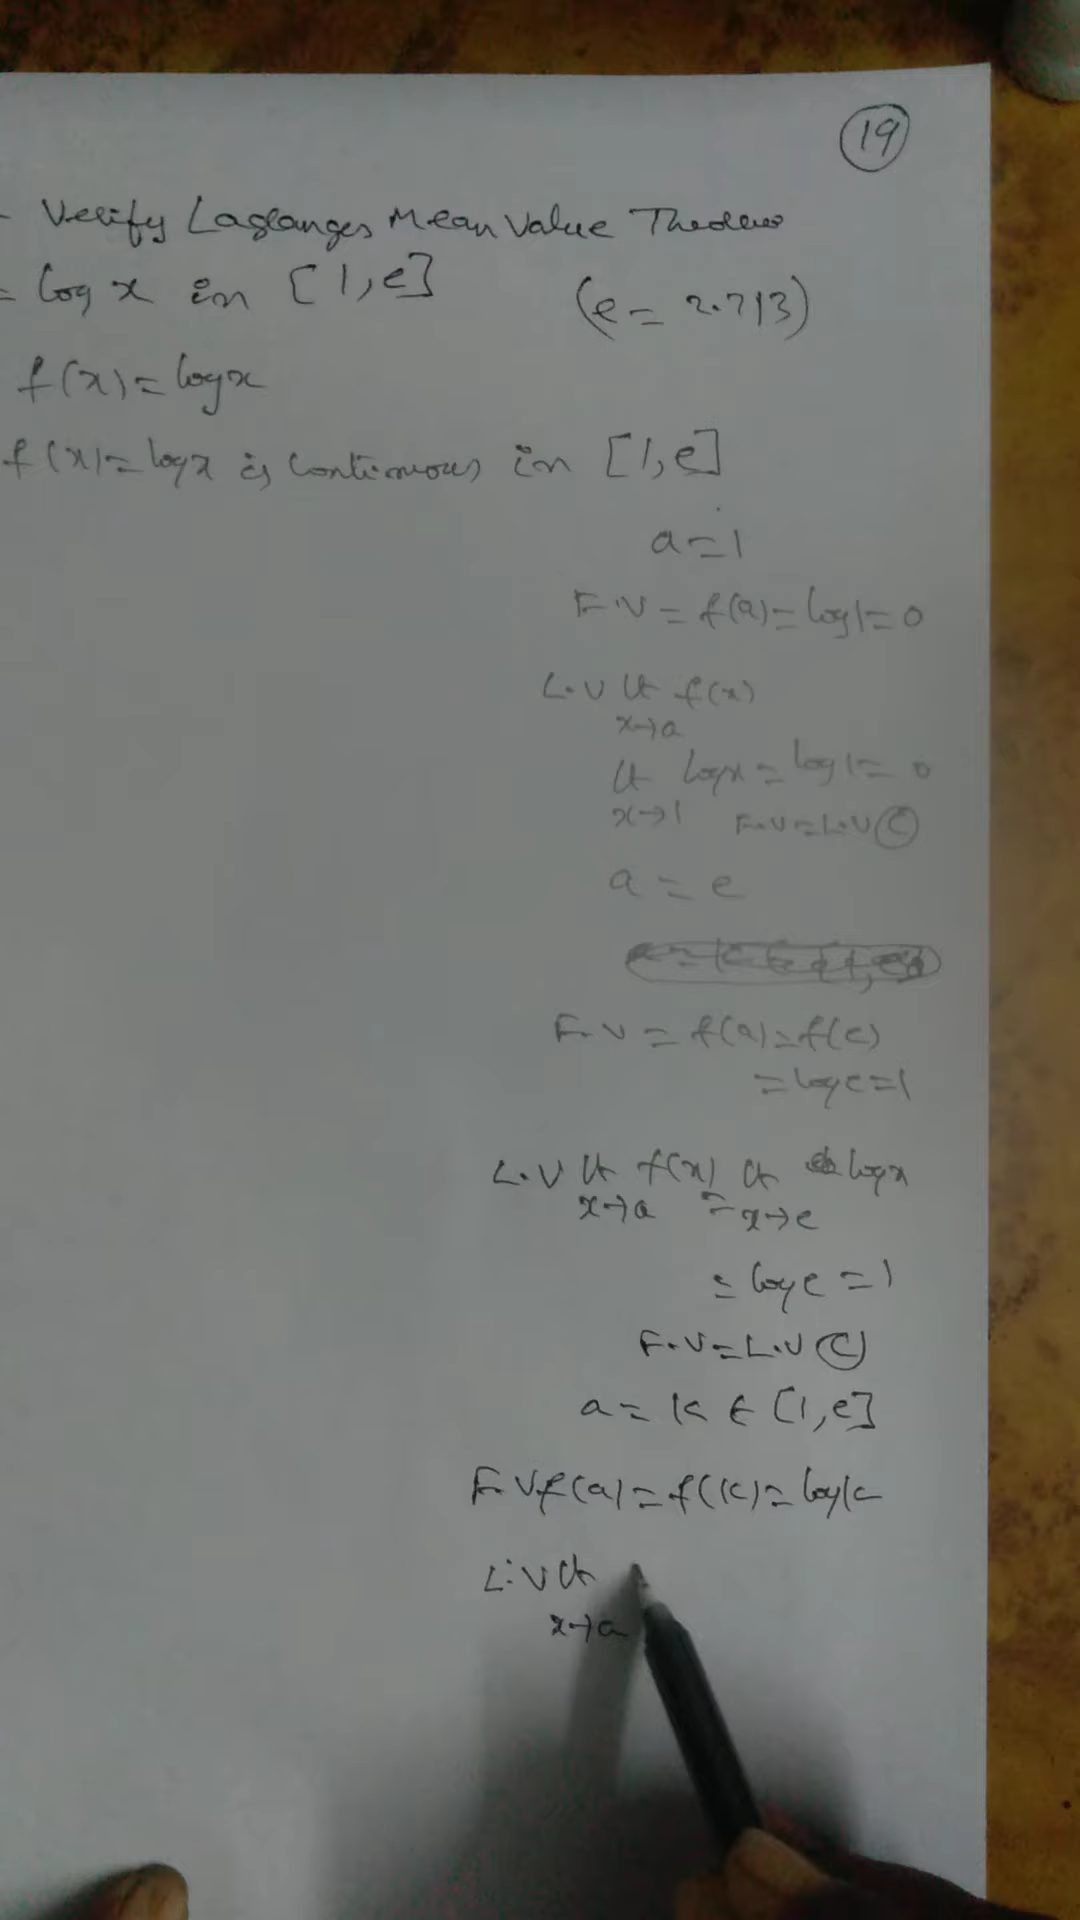 19
- Verify Lagranges Mean Value Theorem
= log x in [1,e] (e = 2.713)
f(x) = log x
f(x) = log x is continuous in [1,e]
a = 1
F.V = f(a) = log 1 = 0
L.V Lt f(x)
x→a
Lt log x = log 1 = 0
x→1 F.V = L.V (C)
a = e
F.V = f(a) = f(e)
= log e = 1
L.V Lt f(x) Lt log x
x→a = x→e
= log e = 1
F.V = L.V (C)
a = K ∈ [1,e]
F.V f(a) = f(K) = log K
L.V Lt
x→a